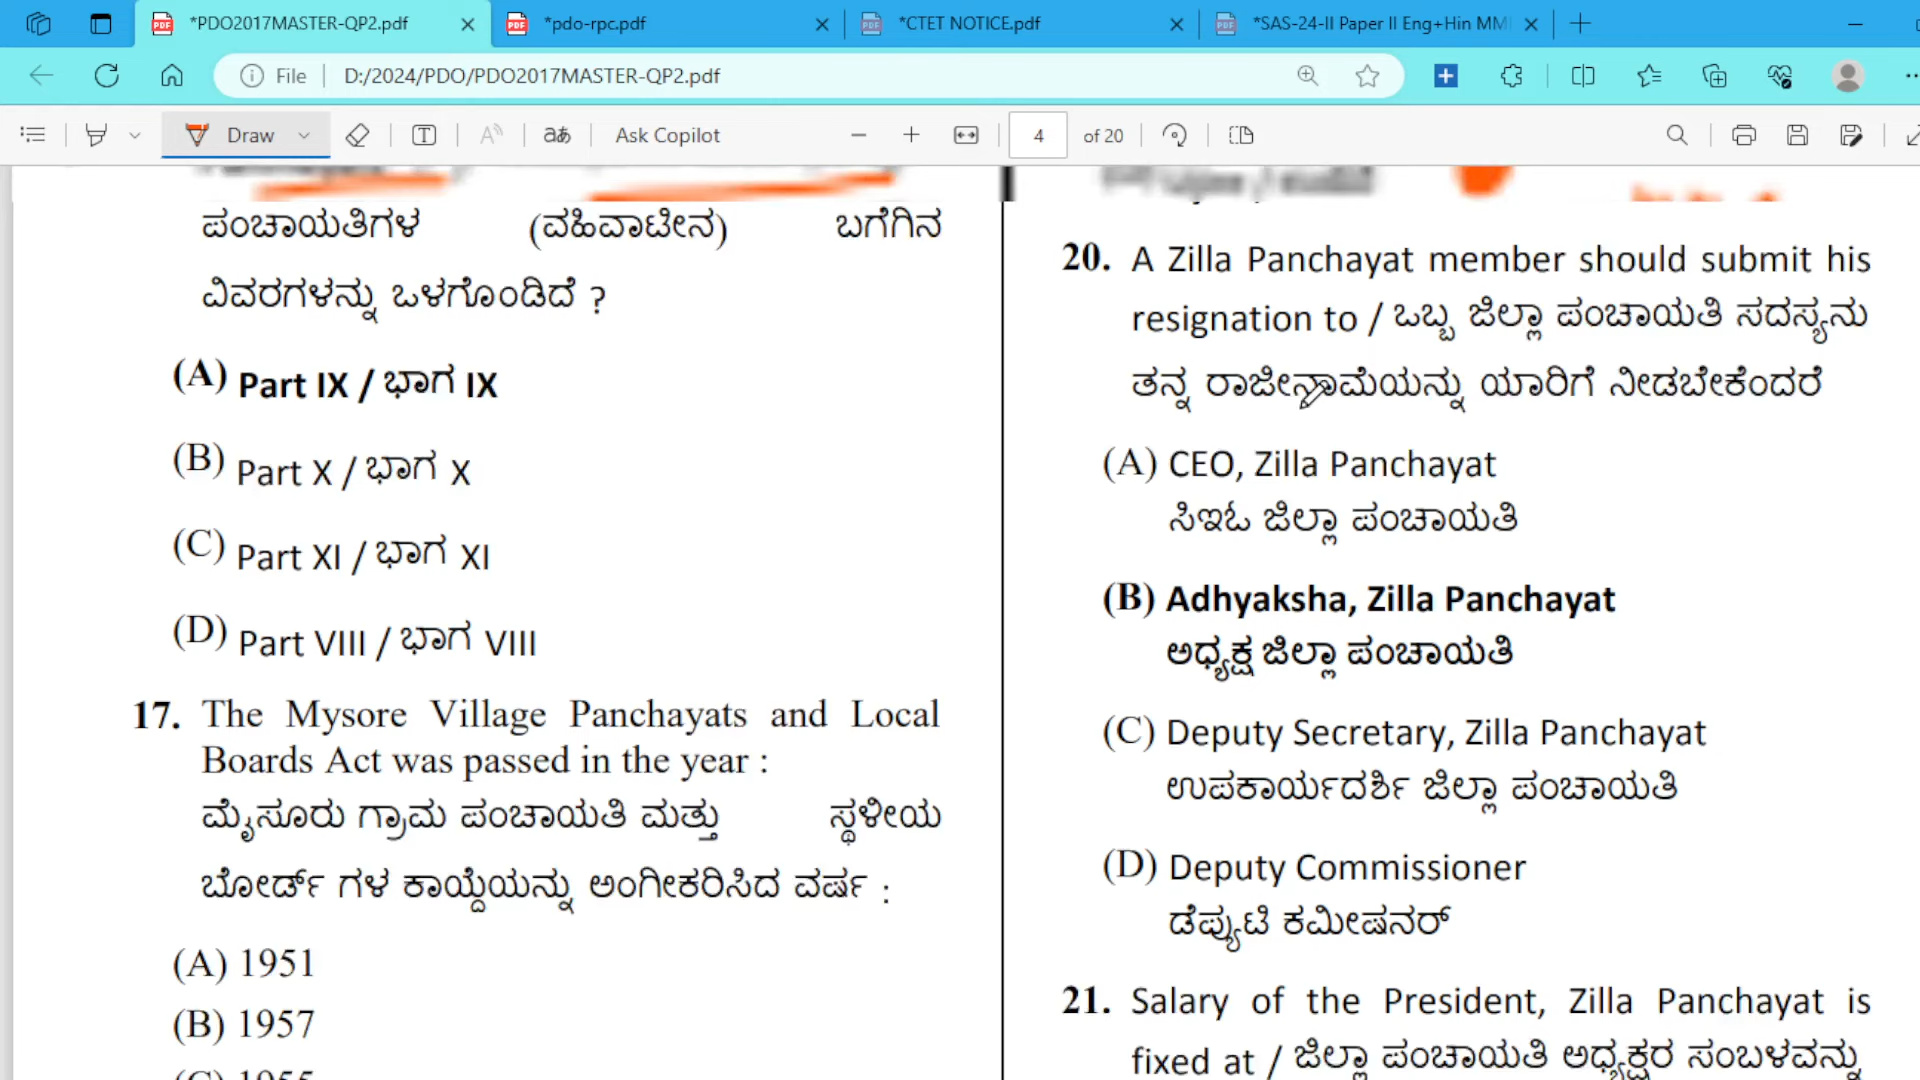 *PDO2017MASTER-QP2.pdf
*pdo-rpc.pdf
*CTET NOTICE.pdf
*SAS-24-II Paper II Eng+Hin MM
File
D:/2024/PDO/PDO2017MASTER-QP2.pdf
Draw
Ask Copilot
4 of 20
ಪಂಚಾಯತಿಗಳ (ವಹಿವಾಟೀನ) ಬಗೆಗಿನ
ವಿವರಗಳನ್ನು ಒಳಗೊಂಡಿದೆ ?
(A) Part IX / ಭಾಗ IX
(B) Part X / ಭಾಗ X
(C) Part XI / ಭಾಗ XI
(D) Part VIII / ಭಾಗ VIII
17. The Mysore Village Panchayats and Local
Boards Act was passed in the year :
ಮೈಸೂರು ಗ್ರಾಮ ಪಂಚಾಯತಿ ಮತ್ತು ಸ್ಥಳೀಯ
ಬೋರ್ಡ್ ಗಳ ಕಾಯ್ದೆಯನ್ನು ಅಂಗೀಕರಿಸಿದ ವರ್ಷ :
(A) 1951
(B) 1957
20. A Zilla Panchayat member should submit his
resignation to / ಒಬ್ಬ ಜಿಲ್ಲಾ ಪಂಚಾಯತಿ ಸದಸ್ಯನು
ತನ್ನ ರಾಜೀನಾಮೆಯನ್ನು ಯಾರಿಗೆ ನೀಡಬೇಕೆಂದರೆ
(A) CEO, Zilla Panchayat
ಸಿಇಓ ಜಿಲ್ಲಾ ಪಂಚಾಯತಿ
(B) Adhyaksha, Zilla Panchayat
ಅಧ್ಯಕ್ಷ ಜಿಲ್ಲಾ ಪಂಚಾಯತಿ
(C) Deputy Secretary, Zilla Panchayat
ಉಪಕಾರ್ಯದರ್ಶಿ ಜಿಲ್ಲಾ ಪಂಚಾಯತಿ
(D) Deputy Commissioner
ಡೆಪ್ಯುಟಿ ಕಮೀಷನರ್
21. Salary of the President, Zilla Panchayat is
fixed at / ಜಿಲ್ಲಾ ಪಂಚಾಯತಿ ಅಧ್ಯಕ್ಷರ ಸಂಬಳವನ್ನು